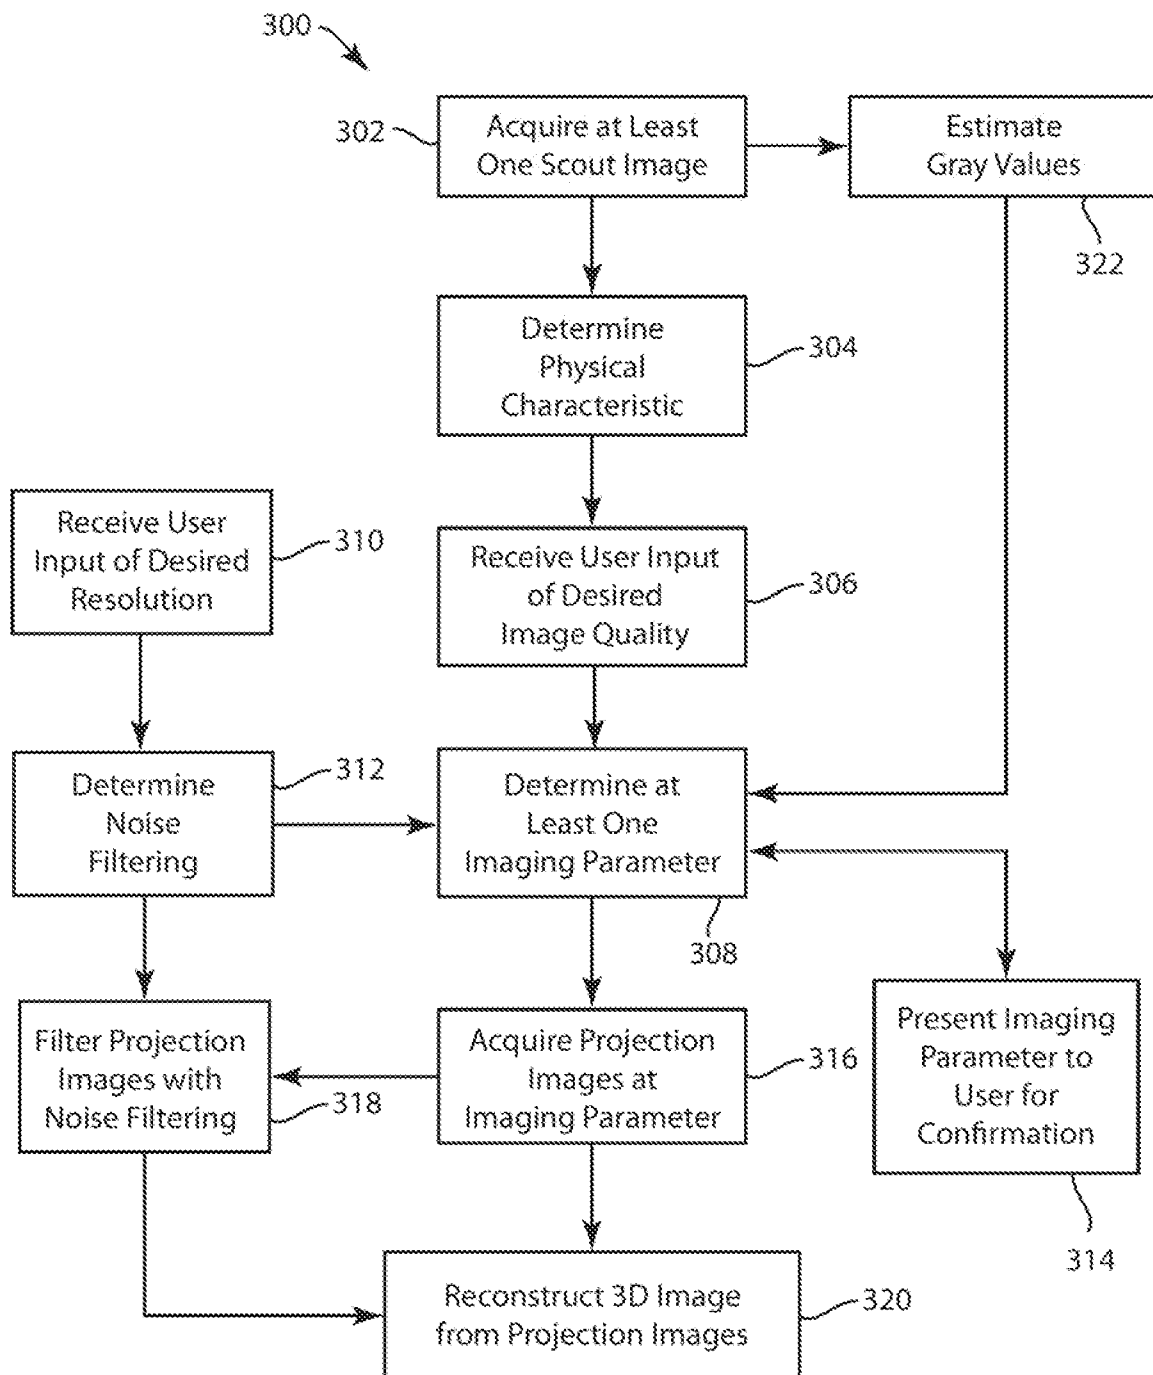 300
302
Acquire at Least
One Scout Image
Estimate
Gray Values
322
Determine
Physical
Characteristic
304
Receive User
Input of Desired
Resolution
310
Receive User Input
of Desired
Image Quality
306
Determine
Noise
Filtering
312
Determine at
Least One
Imaging Parameter
308
Filter Projection
Images with
Noise Filtering
318
Acquire Projection
Images at
Imaging Parameter
316
Present Imaging
Parameter to
User for
Confirmation
314
Reconstruct 3D Image
from Projection Images
320